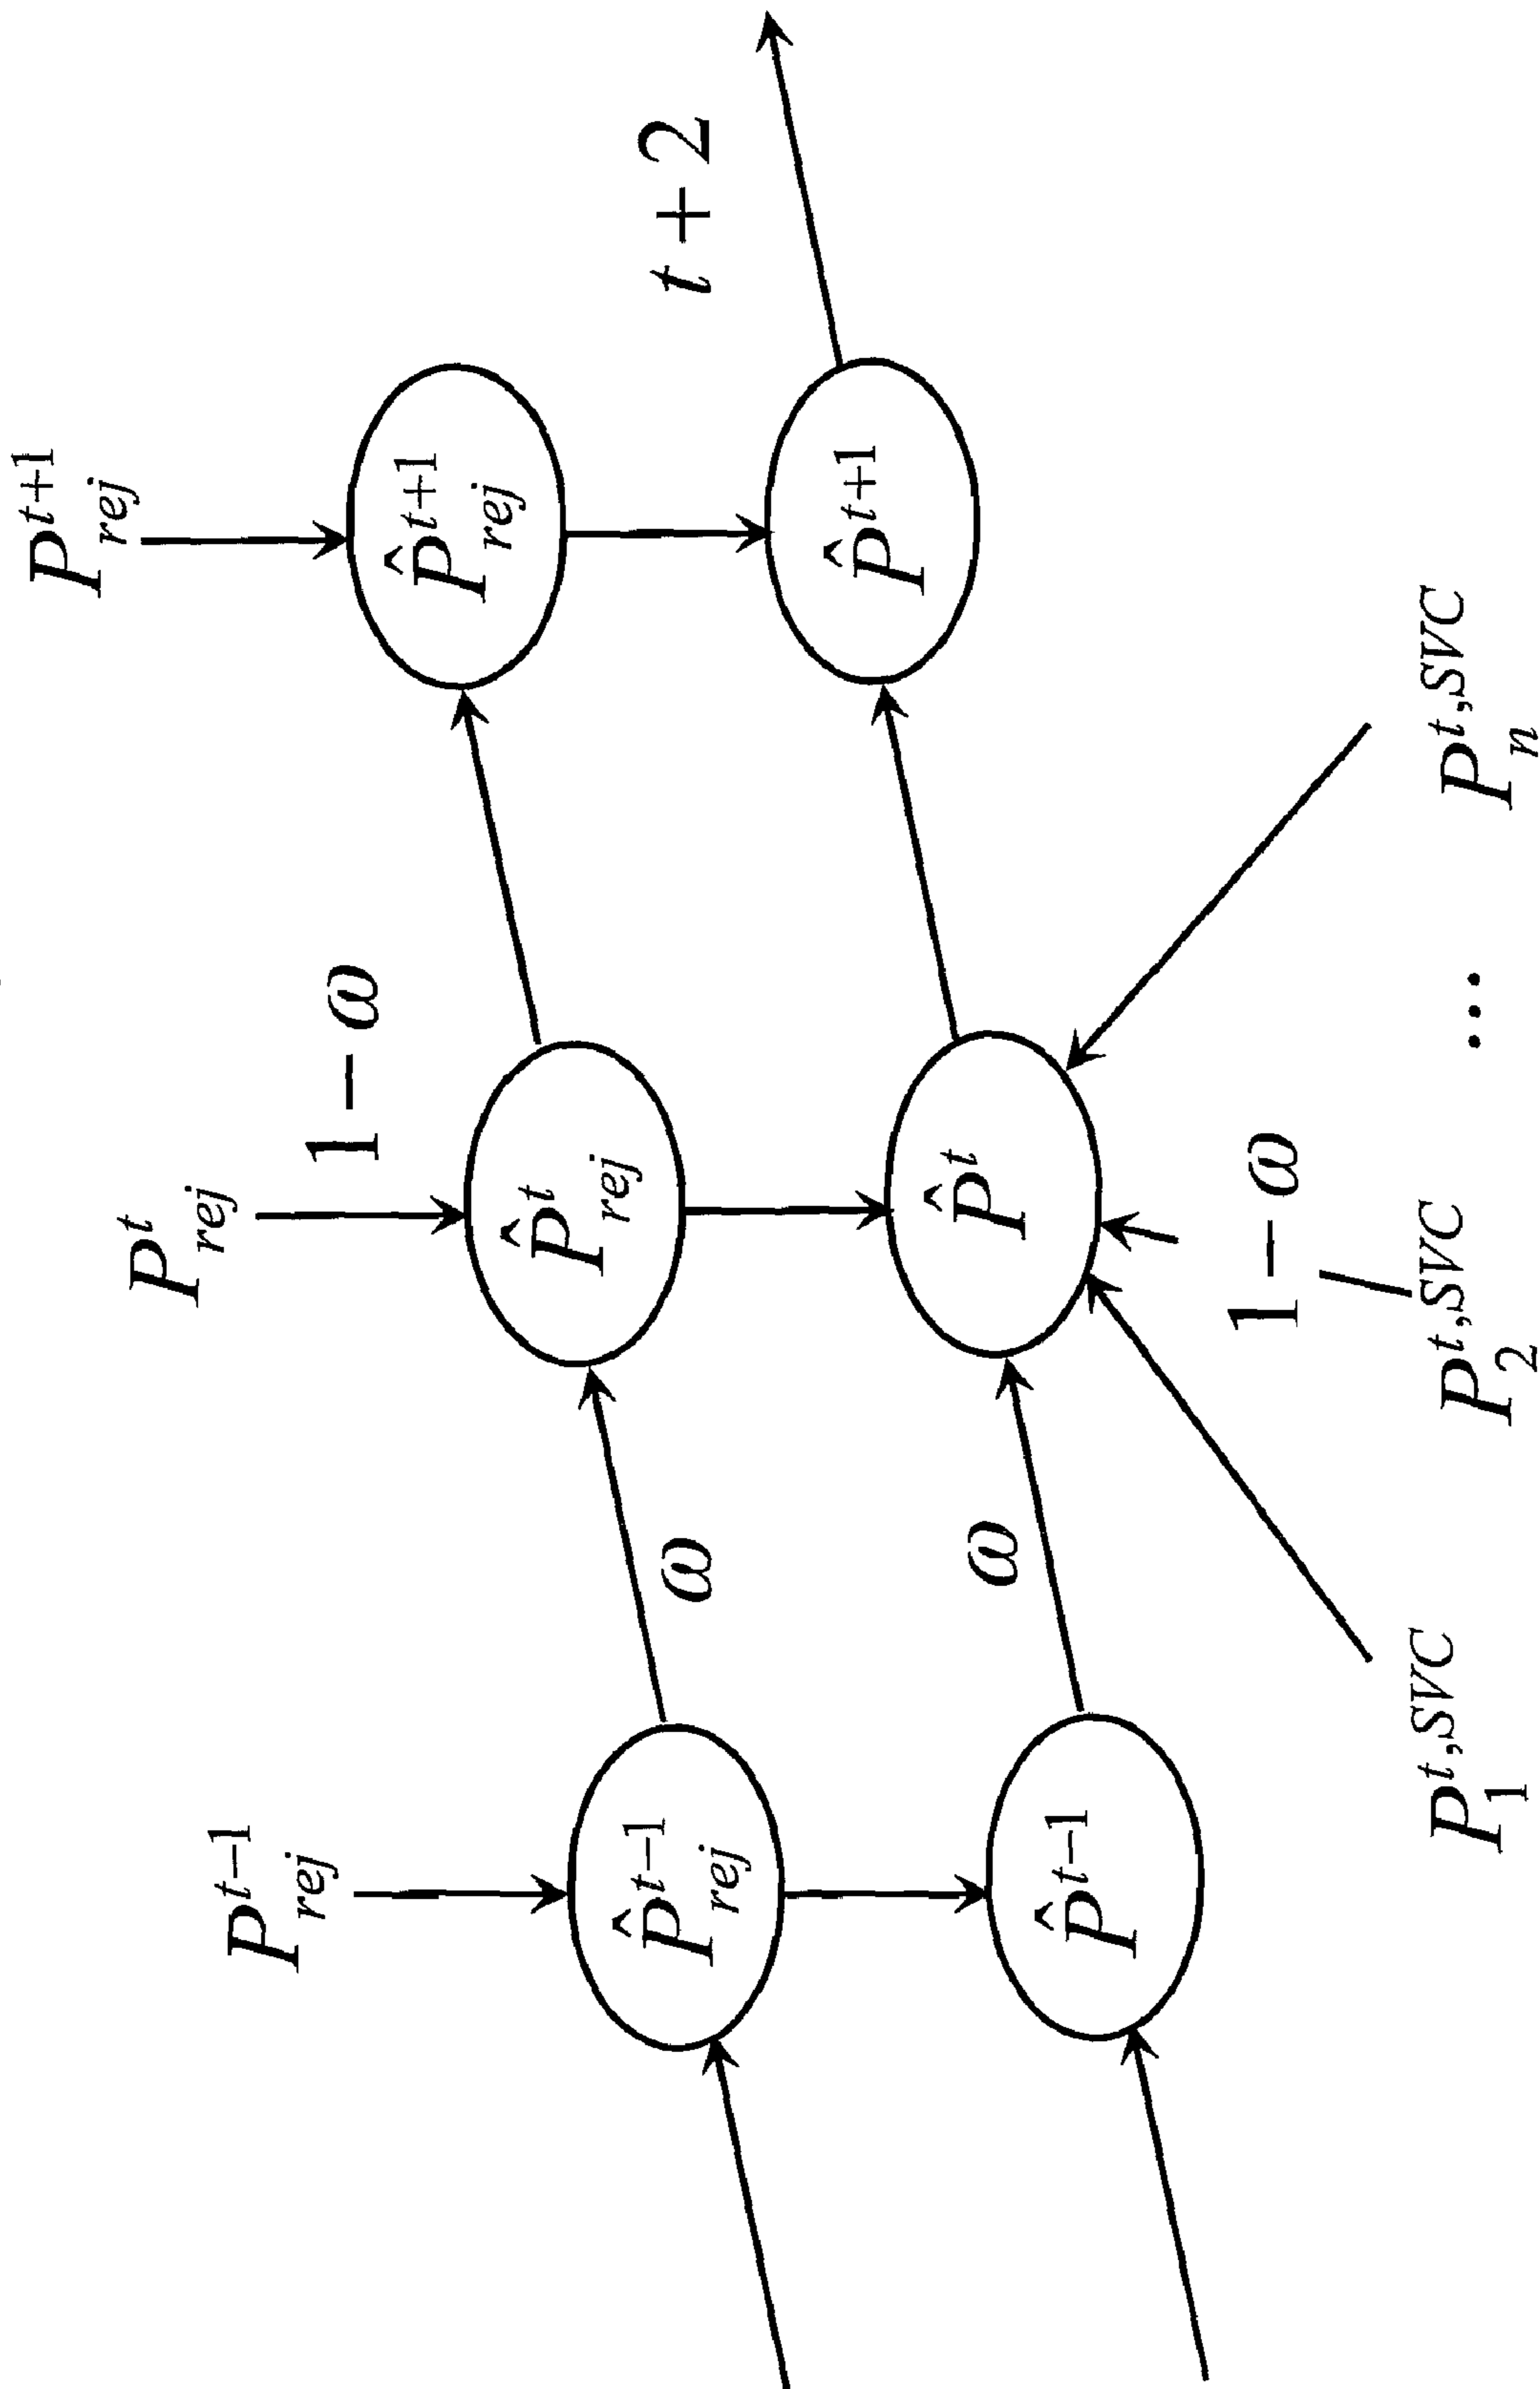 P^{t-1}_{rej}
P^{t}_{rej}
P^{t+1}_{rej}
1−ω
t+2
P̂^{t-1}_{rej}
P̂^{t}_{rej}
P̂^{t+1}_{rej}
ω
ω
P̂^{t-1}
P̂^{t}
P̂^{t+1}
1−ω
P^{t,SVC}_{1}
P^{t,SVC}_{2}
...
P^{t,SVC}_{n}